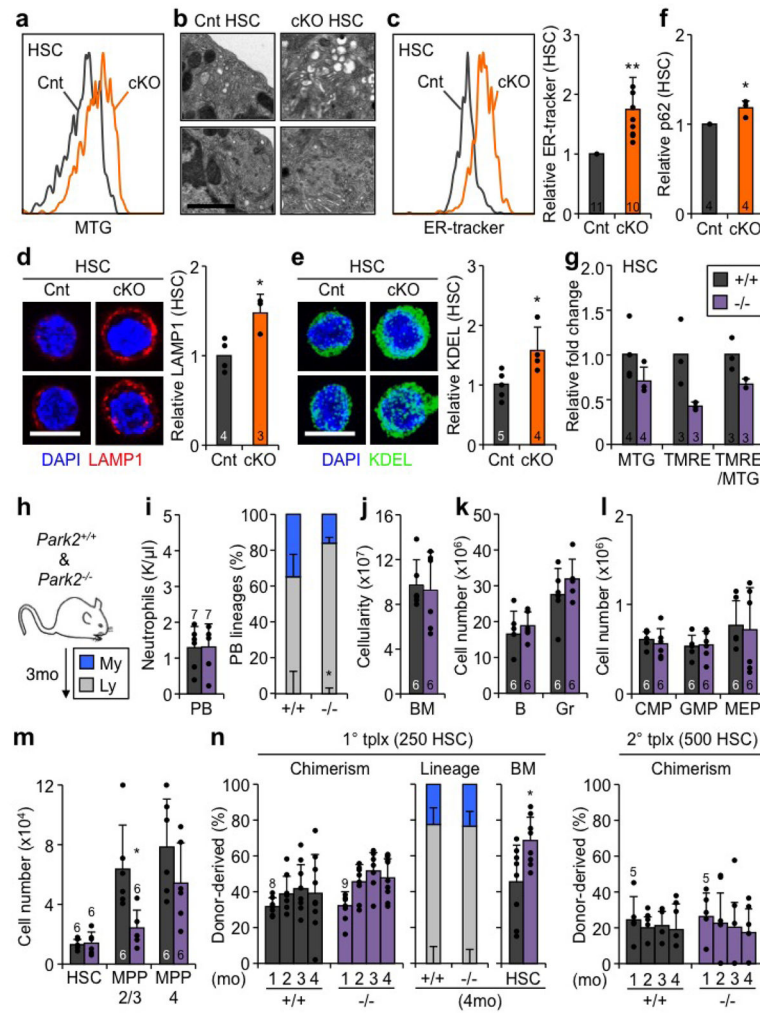 a
HSC
Cnt
cKO
MTG
b
Cnt HSC
cKO HSC
c
HSC
Cnt
cKO
ER-tracker
Relative ER-tracker (HSC)
3
2
1
0
**
11
10
Cnt cKO
f
Relative p62 (HSC)
2
1
0
*
4
4
Cnt cKO
d
HSC
Cnt
cKO
DAPI LAMP1
Relative LAMP1 (HSC)
2
1
0
*
4
3
Cnt cKO
e
HSC
Cnt
cKO
DAPI KDEL
Relative KDEL (HSC)
3
2
1
0
*
5
4
Cnt cKO
g
HSC
+/+
-/-
Relative fold change
2.0
1.5
1.0
0.5
0
4 4 3 3 3 3
MTG TMRE TMRE
/MTG
h
Park2+/+
&
Park2-/-
3mo
My
Ly
i
Neutrophils (K/µl)
5
4
3
2
1
0
7 7
PB
PB lineages (%)
100
80
60
40
20
0
*
+/+ -/-
j
Cellularity (x10⁷)
16
12
8
4
0
6 6
BM
k
Cell number (x10⁶)
50
40
30
20
10
0
6 6 6 6
B Gr
l
Cell number (x10⁶)
2
1
0
6 6 6 6 6 6
CMP GMP MEP
m
Cell number (x10⁴)
12
8
4
0
6 6
*
6 6
6 6
HSC MPP MPP
2/3 4
n
1° tplx (250 HSC)
Chimerism Lineage BM
Donor-derived (%)
100
80
60
40
20
0
8
9
*
(mo) 1 2 3 4 1 2 3 4
+/+ -/-
+/+ -/- HSC
(4mo)
2° tplx (500 HSC)
Chimerism
Donor-derived (%)
100
80
60
40
20
0
5
5
(mo) 1 2 3 4 1 2 3 4
+/+ -/-